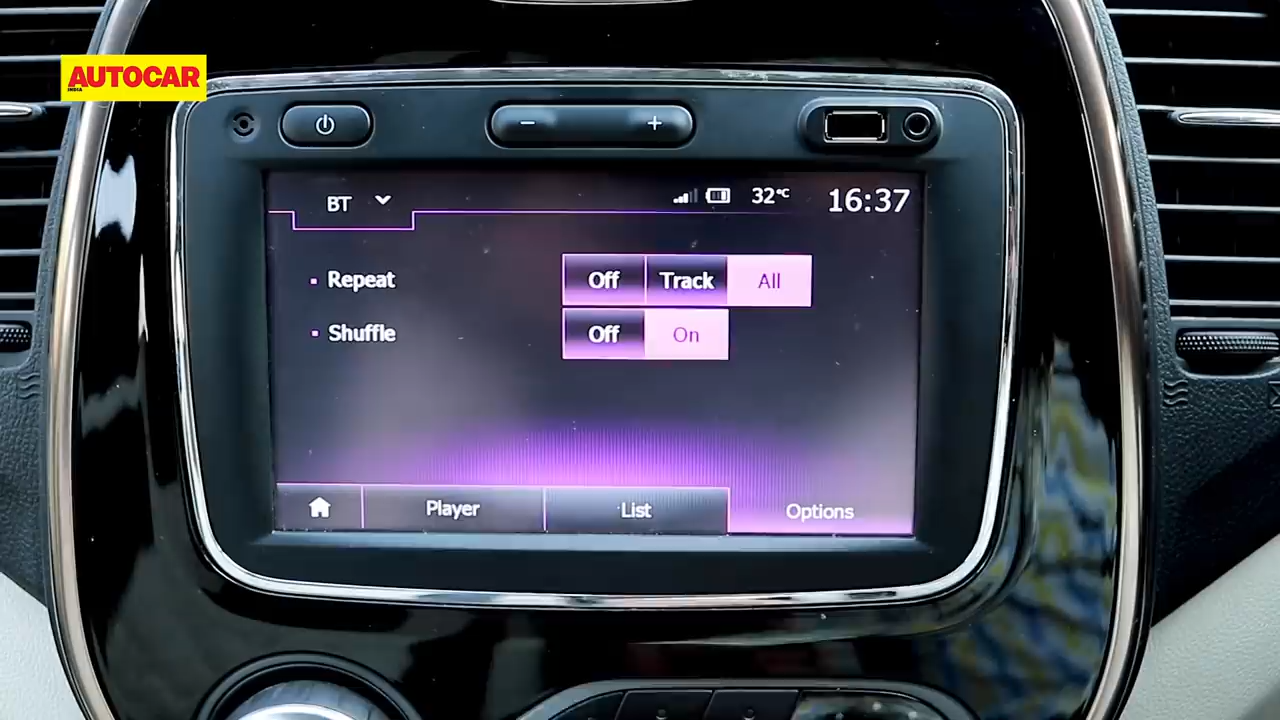 AUTOCAR
INDIA
− +
BT 32°C 16:37
Repeat Off Track All
Shuffle Off On
Player List Options